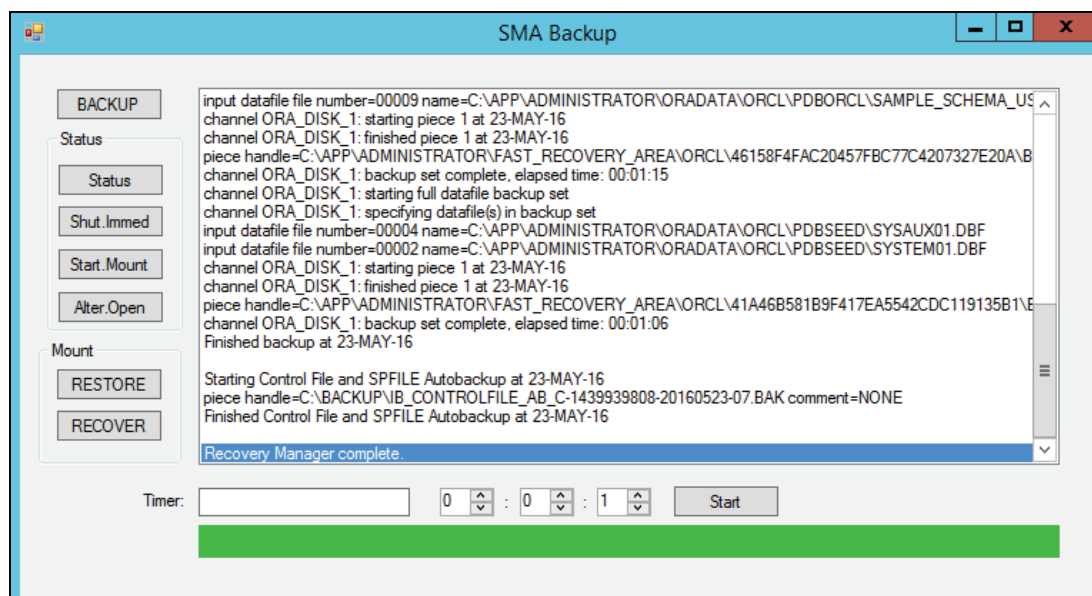 SMA Backup
BACKUP
Status
Status
Shut.Immed
Start.Mount
Alter.Open
Mount
RESTORE
RECOVER
input datafile file number=00009 name=C:\APP\ADMINISTRATOR\ORADATA\ORCL\PDBORCL\SAMPLE_SCHEMA_US
channel ORA_DISK_1: starting piece 1 at 23-MAY-16
channel ORA_DISK_1: finished piece 1 at 23-MAY-16
piece handle=C:\APP\ADMINISTRATOR\FAST_RECOVERY_AREA\ORCL\46158F4FAC20457FBC77C4207327E20A\B
channel ORA_DISK_1: backup set complete, elapsed time: 00:01:15
channel ORA_DISK_1: starting full datafile backup set
channel ORA_DISK_1: specifying datafile(s) in backup set
input datafile file number=00004 name=C:\APP\ADMINISTRATOR\ORADATA\ORCL\PDBSEED\SYSAUX01.DBF
input datafile file number=00002 name=C:\APP\ADMINISTRATOR\ORADATA\ORCL\PDBSEED\SYSTEM01.DBF
channel ORA_DISK_1: starting piece 1 at 23-MAY-16
channel ORA_DISK_1: finished piece 1 at 23-MAY-16
piece handle=C:\APP\ADMINISTRATOR\FAST_RECOVERY_AREA\ORCL\41A46B581B9F417EA5542CDC119135B1\B
channel ORA_DISK_1: backup set complete, elapsed time: 00:01:06
Finished backup at 23-MAY-16
Starting Control File and SPFILE Autobackup at 23-MAY-16
piece handle=C:\BACKUP\IB_CONTROLFILE_AB_C-1439939808-20160523-07.BAK comment=NONE
Finished Control File and SPFILE Autobackup at 23-MAY-16
Recovery Manager complete.
Timer: 0 : 0 : 1 Start